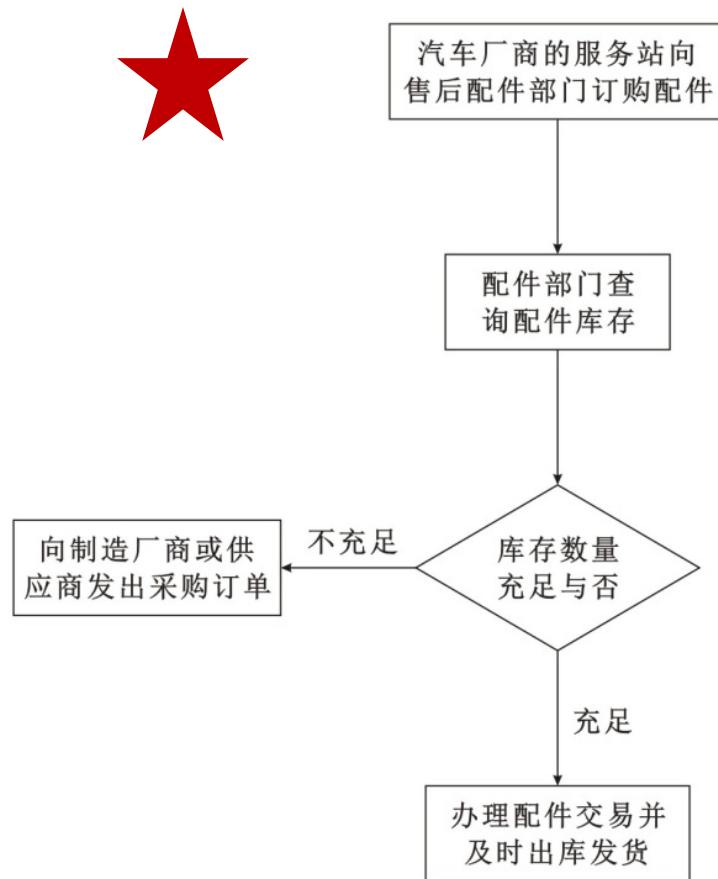 汽车厂商的服务站向
售后配件部门订购配件
配件部门查
询配件库存
库存数量
充足与否
不充足
向制造厂商或供
应商发出采购订单
充足
办理配件交易并
及时出库发货